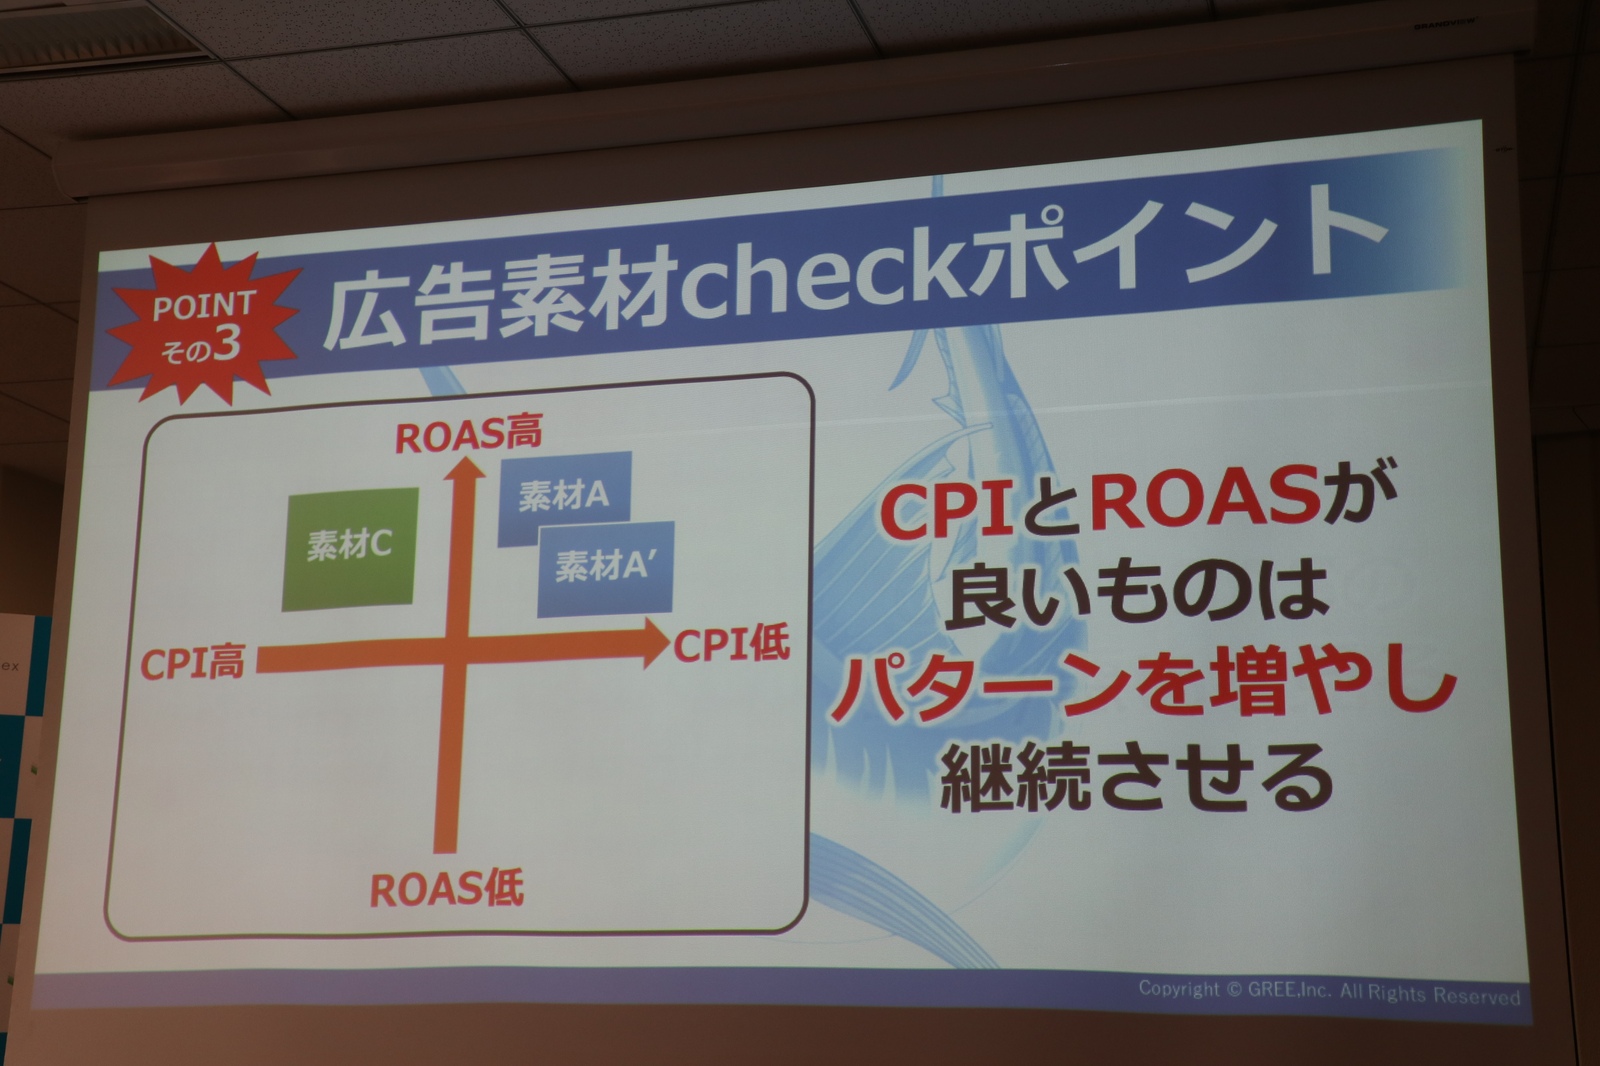 GRANDVIEW
POINT
その3
広告素材checkポイント
ROAS高
素材A
素材C
素材A′
CPI高
CPI低
ROAS低
CPIとROASが
良いものは
パターンを増やし
継続させる
ex
Copyright © GREE,Inc. All Rights Reserved